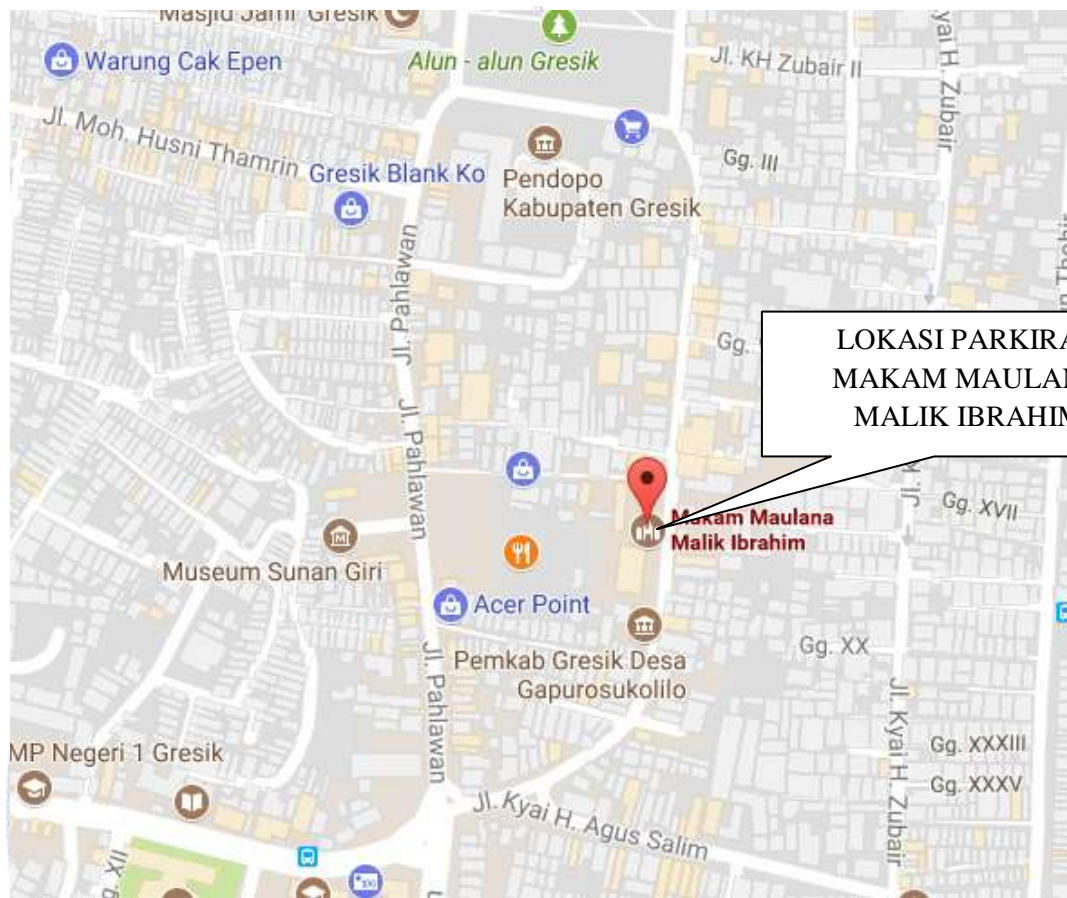 Masjid Jami' Gresik
Warung Cak Epen
Alun - alun Gresik
Jl. KH Zubair II
Kyai H. Zubair
Jl. Moh. Husni Thamrin
Gresik Blank Ko
Pendopo
Kabupaten Gresik
Gg. III
Jl. Pahlawan
Gg.
LOKASI PARKIRA
MAKAM MAULAN
MALIK IBRAHIM
Jl. Pahlawan
Makam Maulana
Malik Ibrahim
Gg. XVII
Museum Sunan Giri
Acer Point
Gg. XX
Pemkab Gresik Desa
Gapurosukolilo
Jl. Pahlawan
Jl. Kyai H. Zubair
MP Negeri 1 Gresik
Gg. XXXIII
Gg. XXXV
Jl. Kyai H. Agus Salim